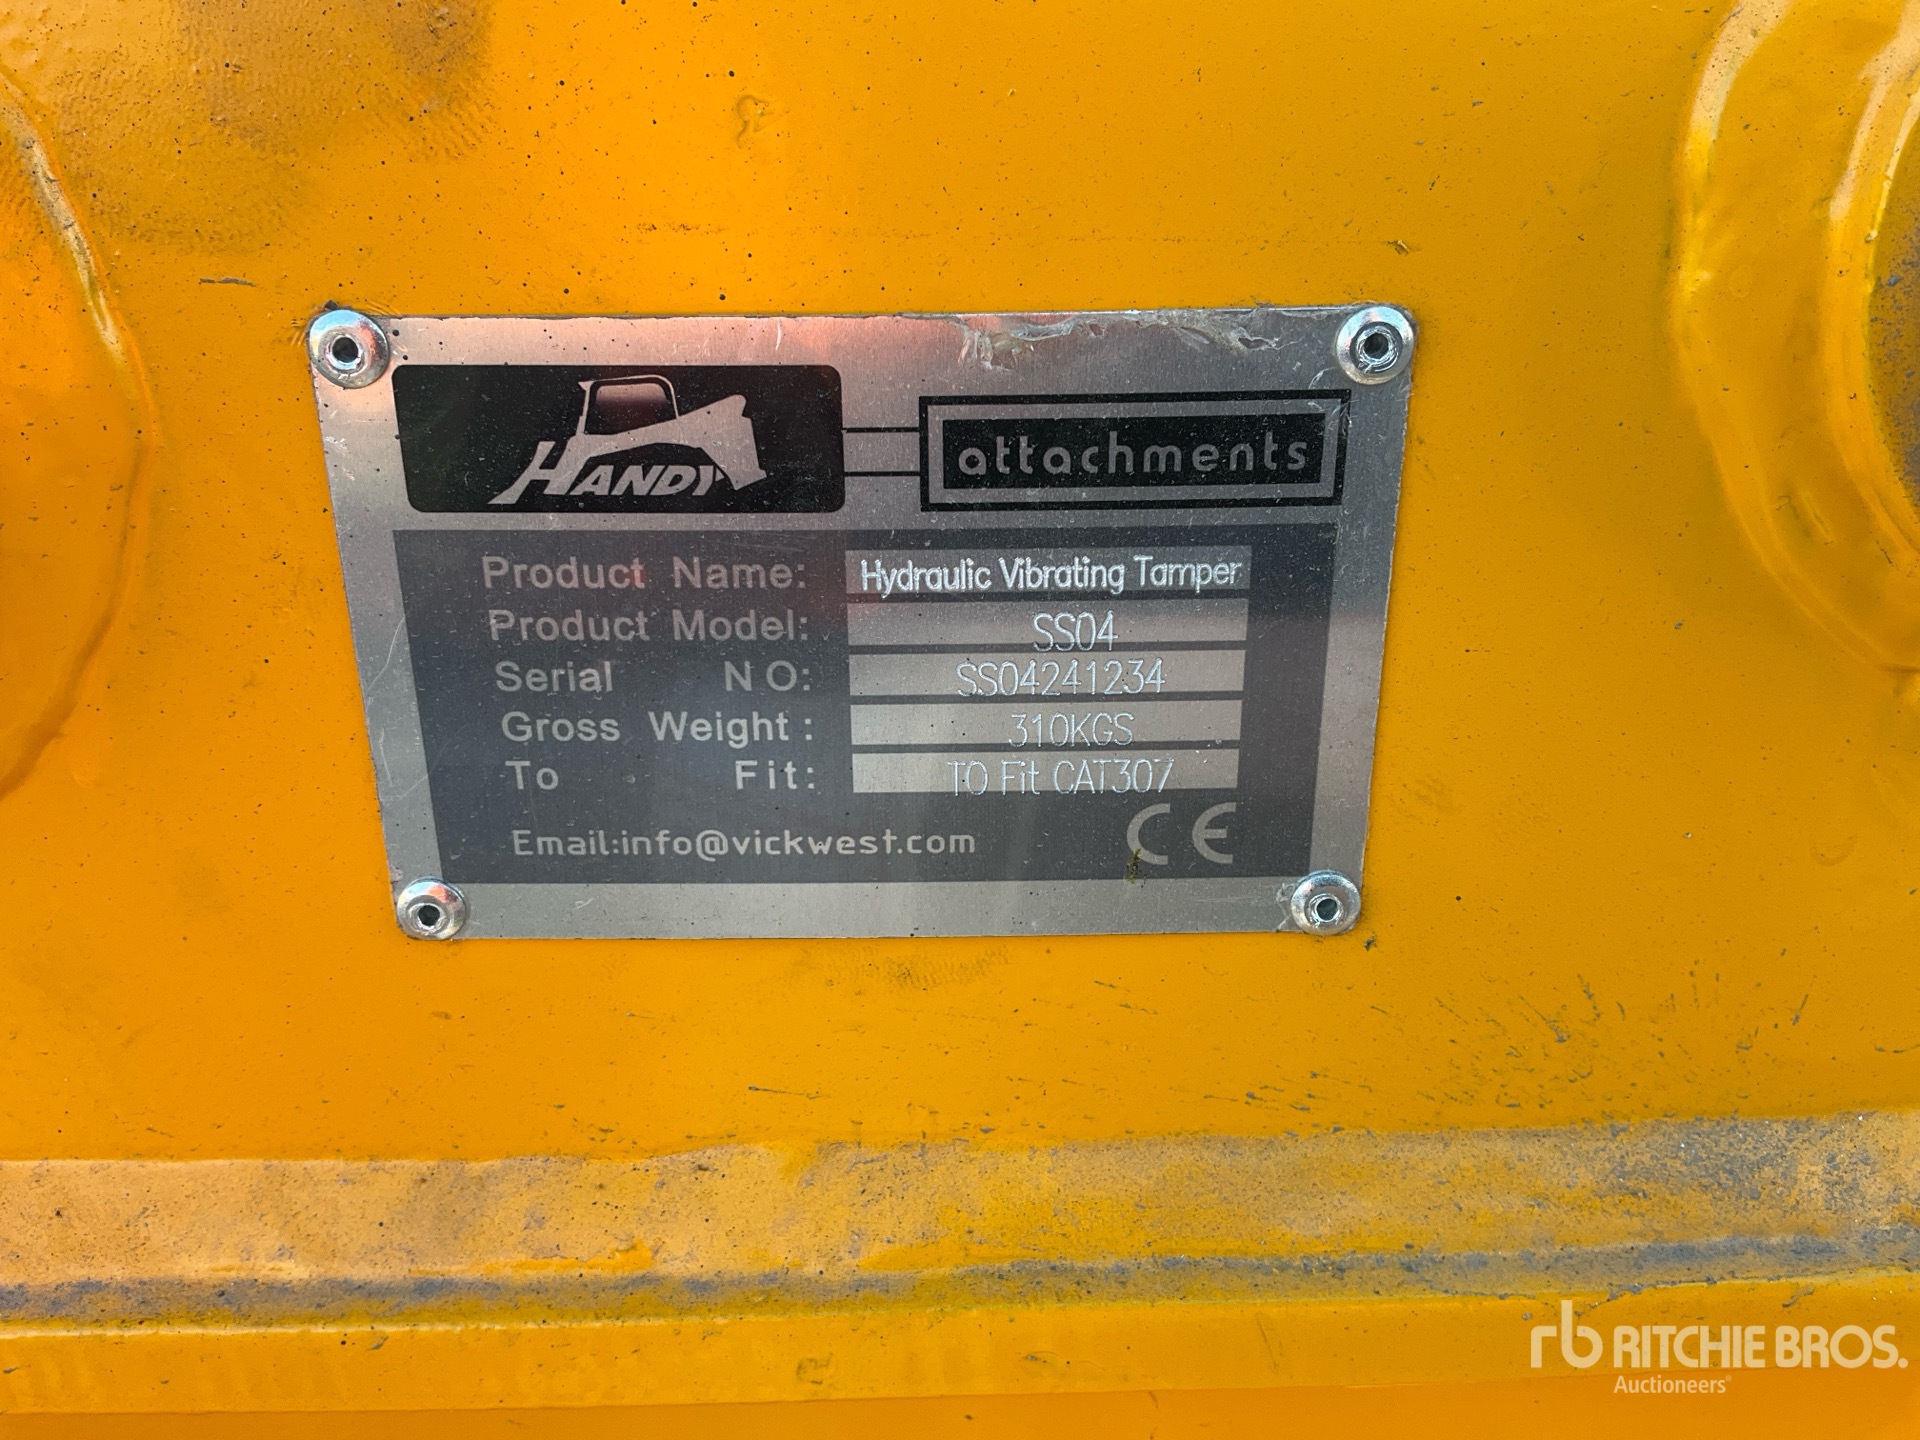 HANDY
attachments
Product Name: Hydraulic Vibrating Tamper
Product Model: SS04
Serial NO: SS04241234
Gross Weight: 310KGS
To Fit: TO Fit CAT307
Email:info@vickwest.com
CE
rb RITCHIE BROS.
Auctioneers®